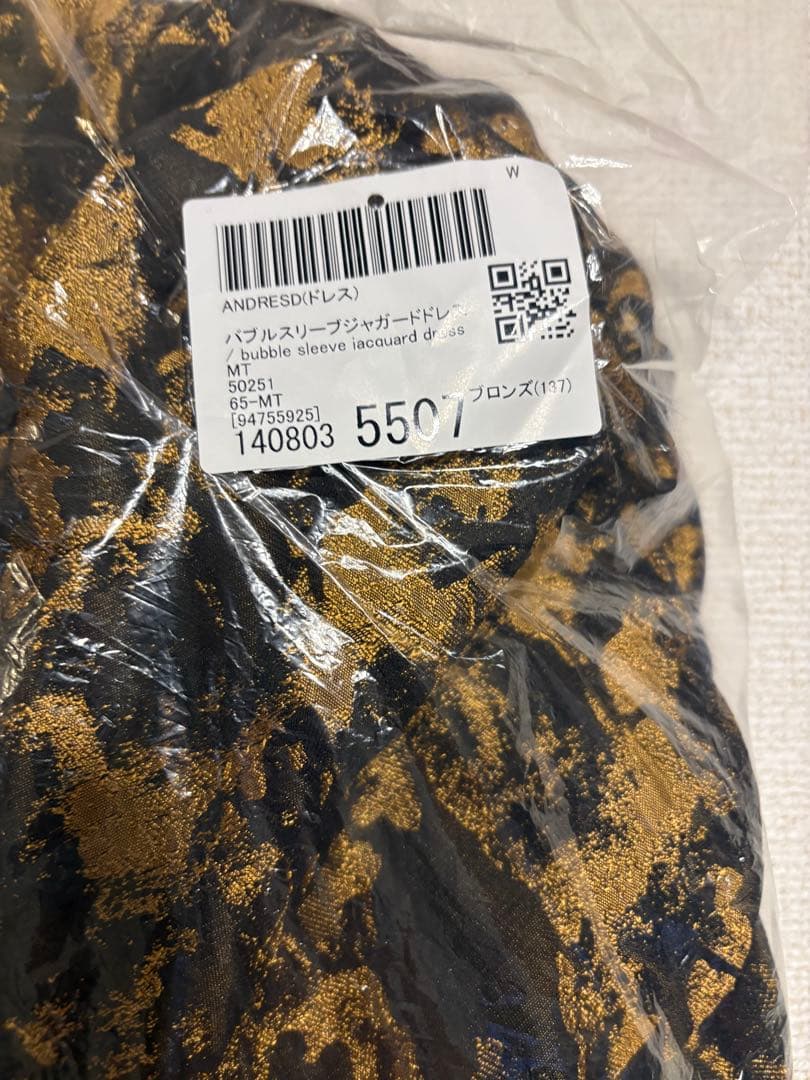 W
ANDRESD(ドレス)
バブルスリーブジャガードドレス
/ bubble sleeve jacquard dress
MT
50251
65-MT
[94755925]
ブロンズ(137)
140803 5507